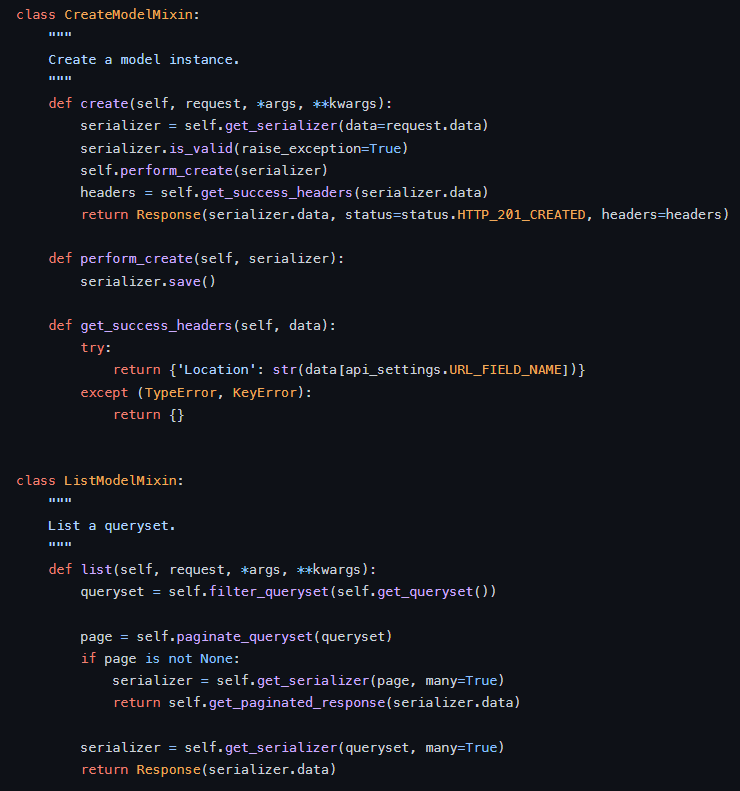 class CreateModelMixin:
    """
    Create a model instance.
    """
    def create(self, request, *args, **kwargs):
        serializer = self.get_serializer(data=request.data)
        serializer.is_valid(raise_exception=True)
        self.perform_create(serializer)
        headers = self.get_success_headers(serializer.data)
        return Response(serializer.data, status=status.HTTP_201_CREATED, headers=headers)

    def perform_create(self, serializer):
        serializer.save()

    def get_success_headers(self, data):
        try:
            return {'Location': str(data[api_settings.URL_FIELD_NAME])}
        except (TypeError, KeyError):
            return {}


class ListModelMixin:
    """
    List a queryset.
    """
    def list(self, request, *args, **kwargs):
        queryset = self.filter_queryset(self.get_queryset())

        page = self.paginate_queryset(queryset)
        if page is not None:
            serializer = self.get_serializer(page, many=True)
            return self.get_paginated_response(serializer.data)

        serializer = self.get_serializer(queryset, many=True)
        return Response(serializer.data)